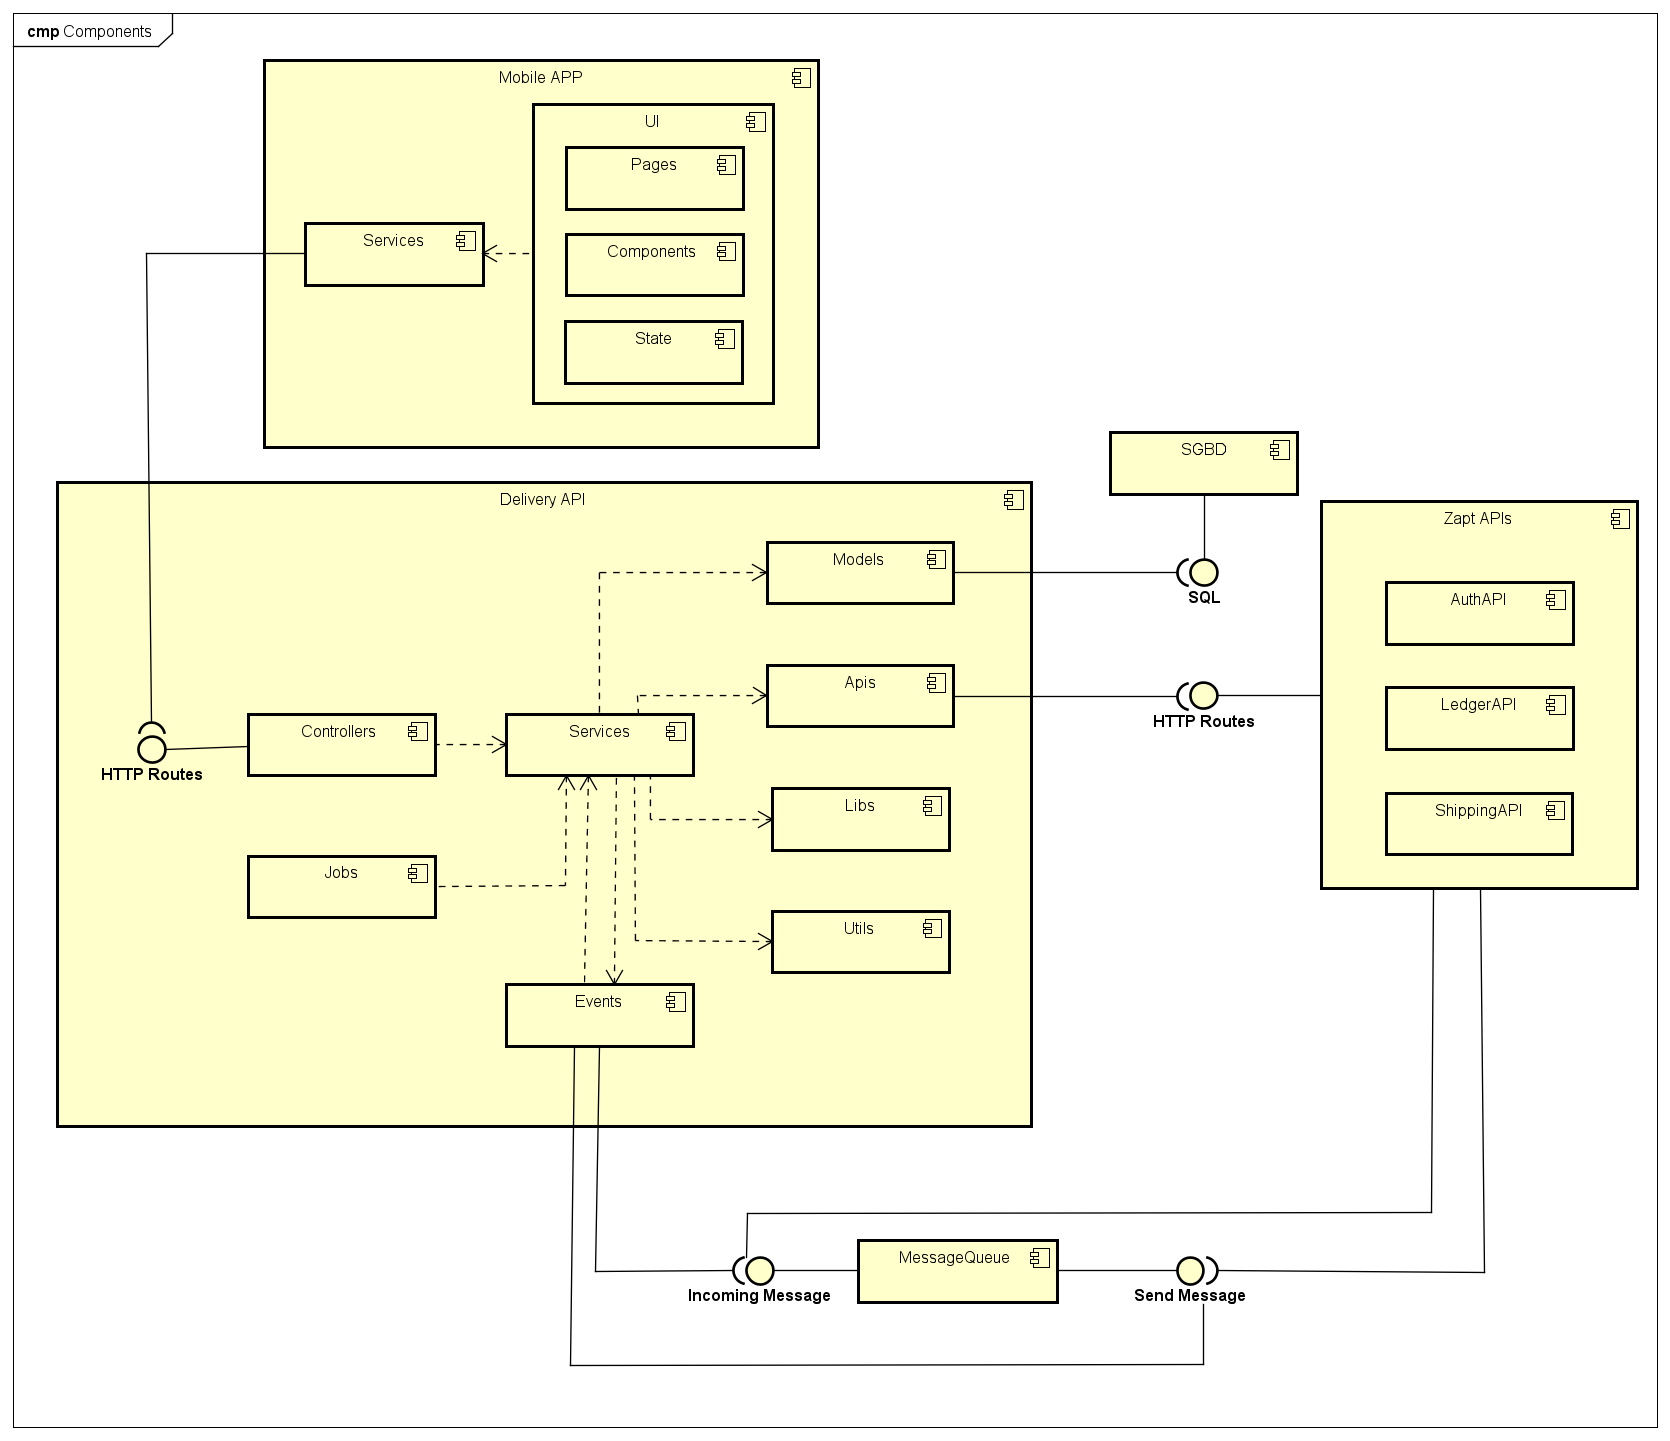 cmp Components
Mobile APP
UI
Pages
Services
Components
State
SGBD
Delivery API
Zapt APIs
Models
SQL
AuthAPI
Apis
HTTP Routes
LedgerAPI
Controllers
Services
HTTP Routes
Libs
ShippingAPI
Jobs
Utils
Events
MessageQueue
Incoming Message
Send Message